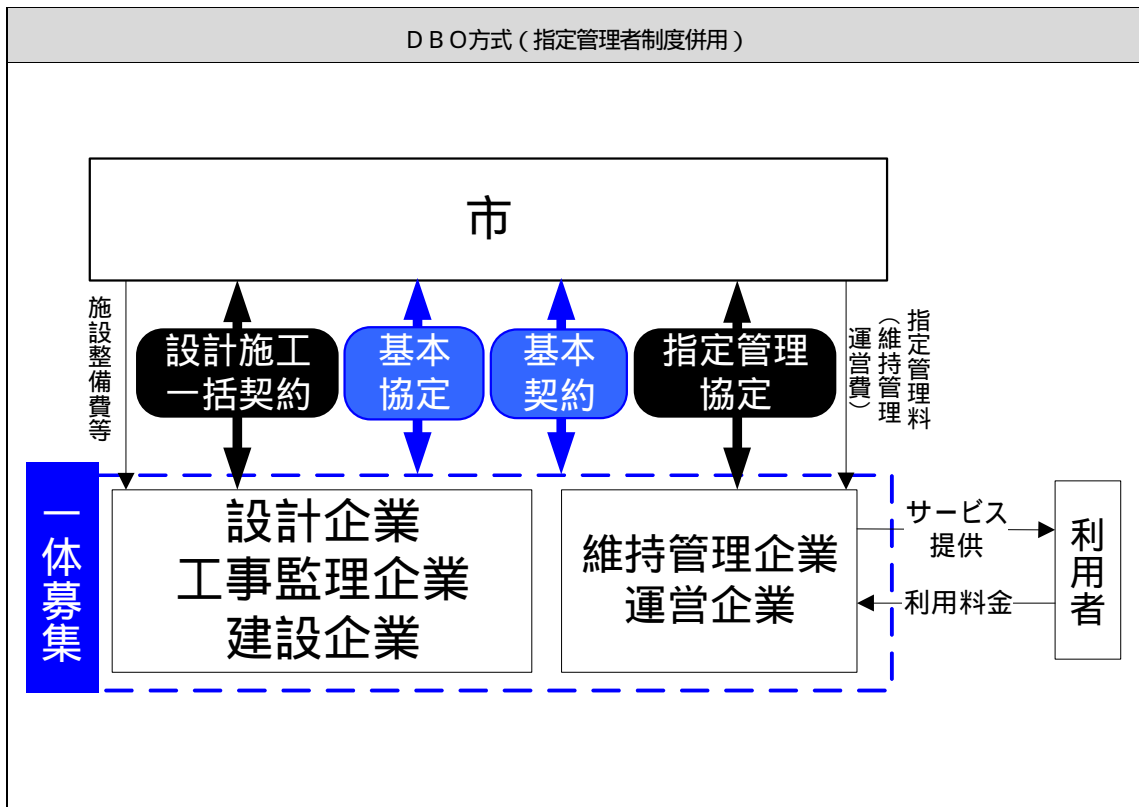 ＤＢＯ方式（指定管理者制度併用）
市
施設整備費等
設計施工
一括契約
基本
協定
基本
契約
指定管理
協定
指定管理料
（維持管理
運営費）
一体募集
設計企業
工事監理企業
建設企業
維持管理企業
運営企業
サービス
提供
利用料金
利用者